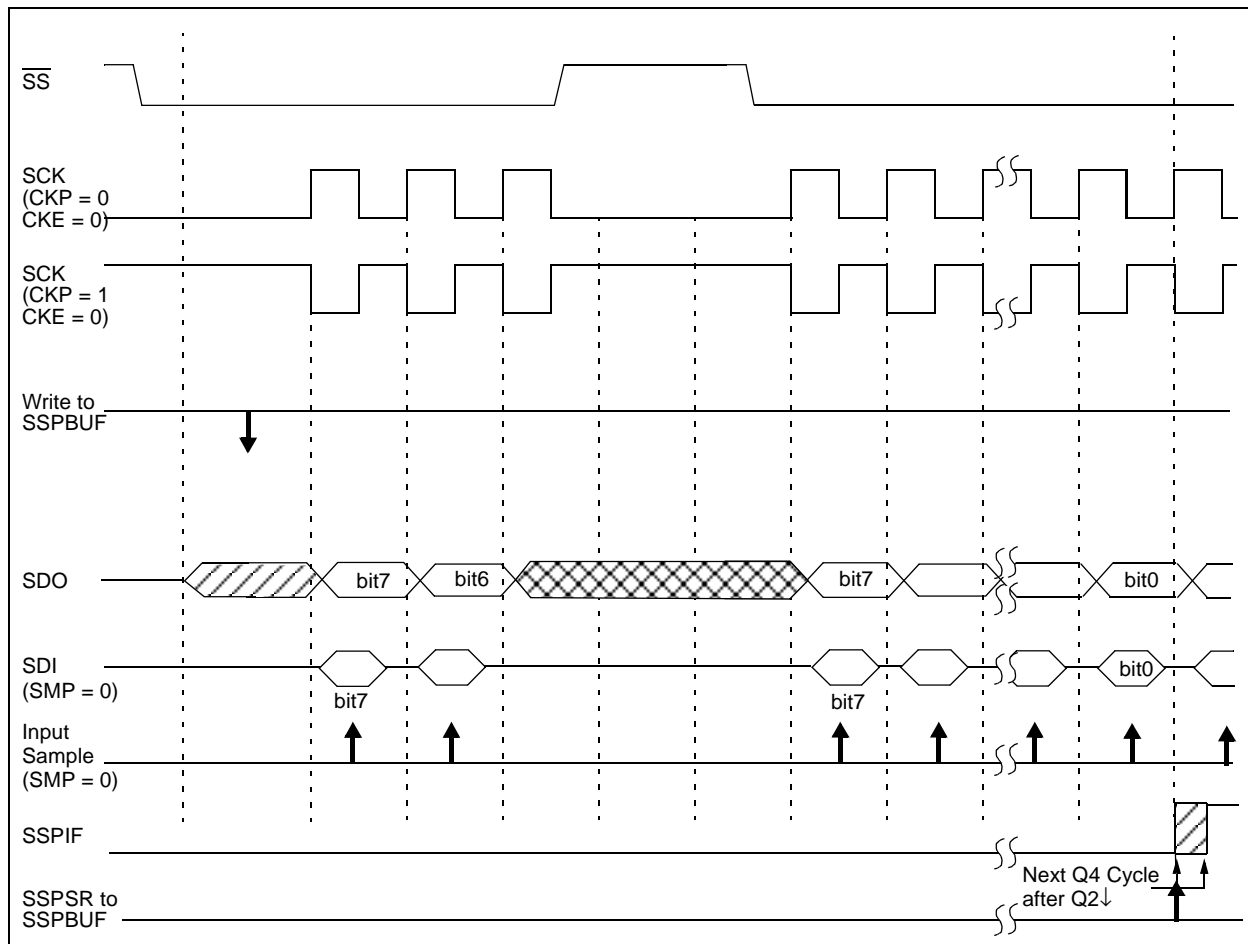 SS
SCK
(CKP = 0
CKE = 0)
SCK
(CKP = 1
CKE = 0)
Write to
SSPBUF
SDO
bit7
bit6
bit7
bit0
SDI
(SMP = 0)
bit7
bit7
bit0
Input
Sample
(SMP = 0)
SSPIF
Next Q4 Cycle
after Q2↓
SSPSR to
SSPBUF